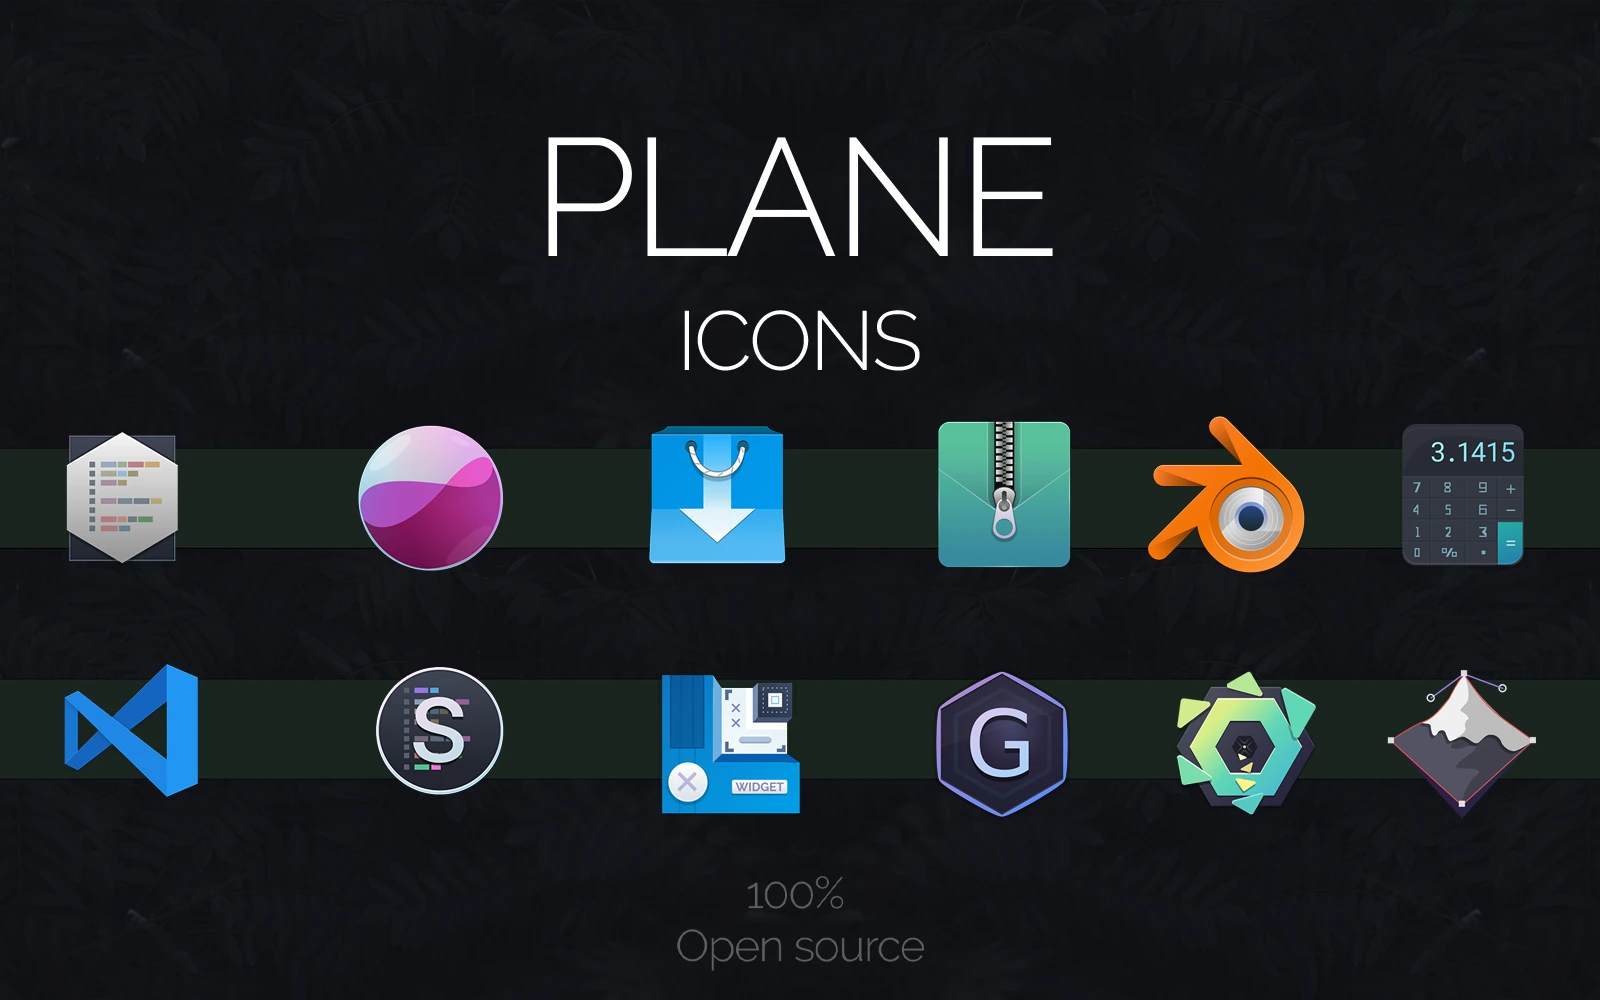 PLANE
ICONS
3.1415
7 8 9 +
4 5 6 −
1 2 3
0 % . =
S
G
WIDGET
100%
Open source